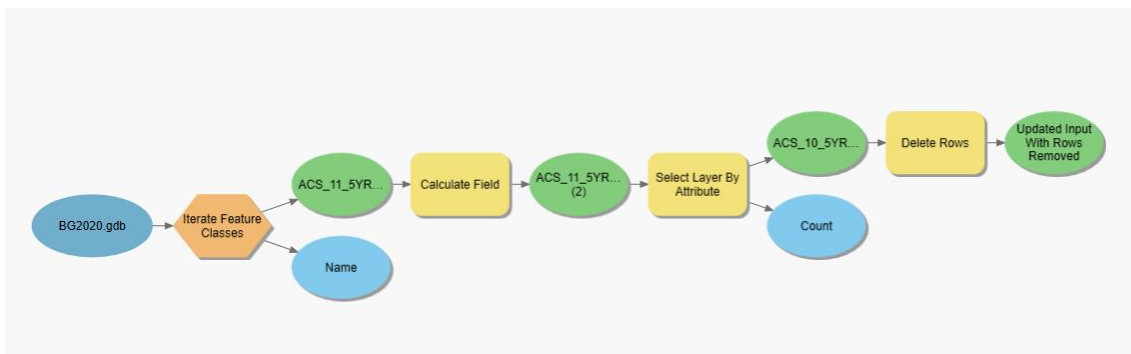 BG2020.gdb
Iterate Feature
Classes
ACS_11_5YR...
Name
Calculate Field
ACS_11_5YR...
(2)
Select Layer By
Attribute
ACS_10_5YR...
Count
Delete Rows
Updated Input
With Rows
Removed